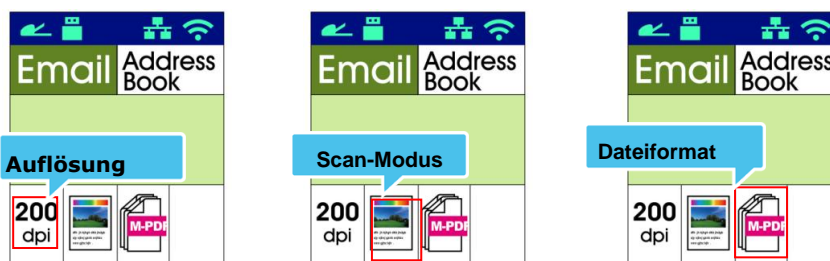 Email Address Book
Auflösung
200 dpi
M-PDF
Email Address Book
Scan-Modus
200 dpi
M-PDF
Email Address Book
Dateiformat
200 dpi
M-PDF